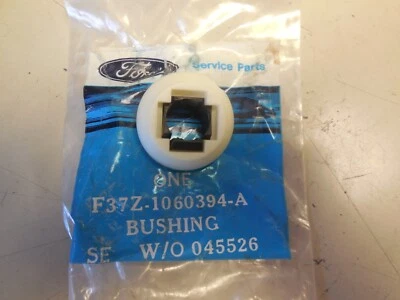 Ford
Service Parts
ONE
F37Z-1060394-A
BUSHING
SE W/O 045526